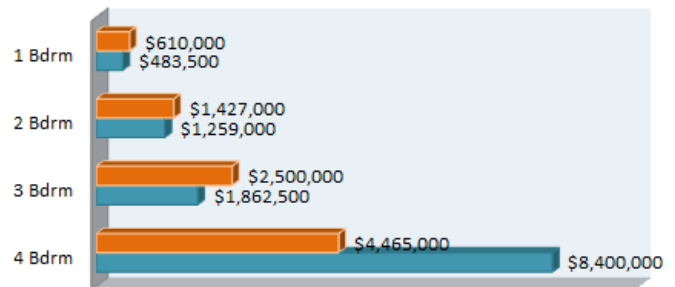 1 Bdrm
$610,000
$483,500
2 Bdrm
$1,427,000
$1,259,000
3 Bdrm
$2,500,000
$1,862,500
4 Bdrm
$4,465,000
$8,400,000